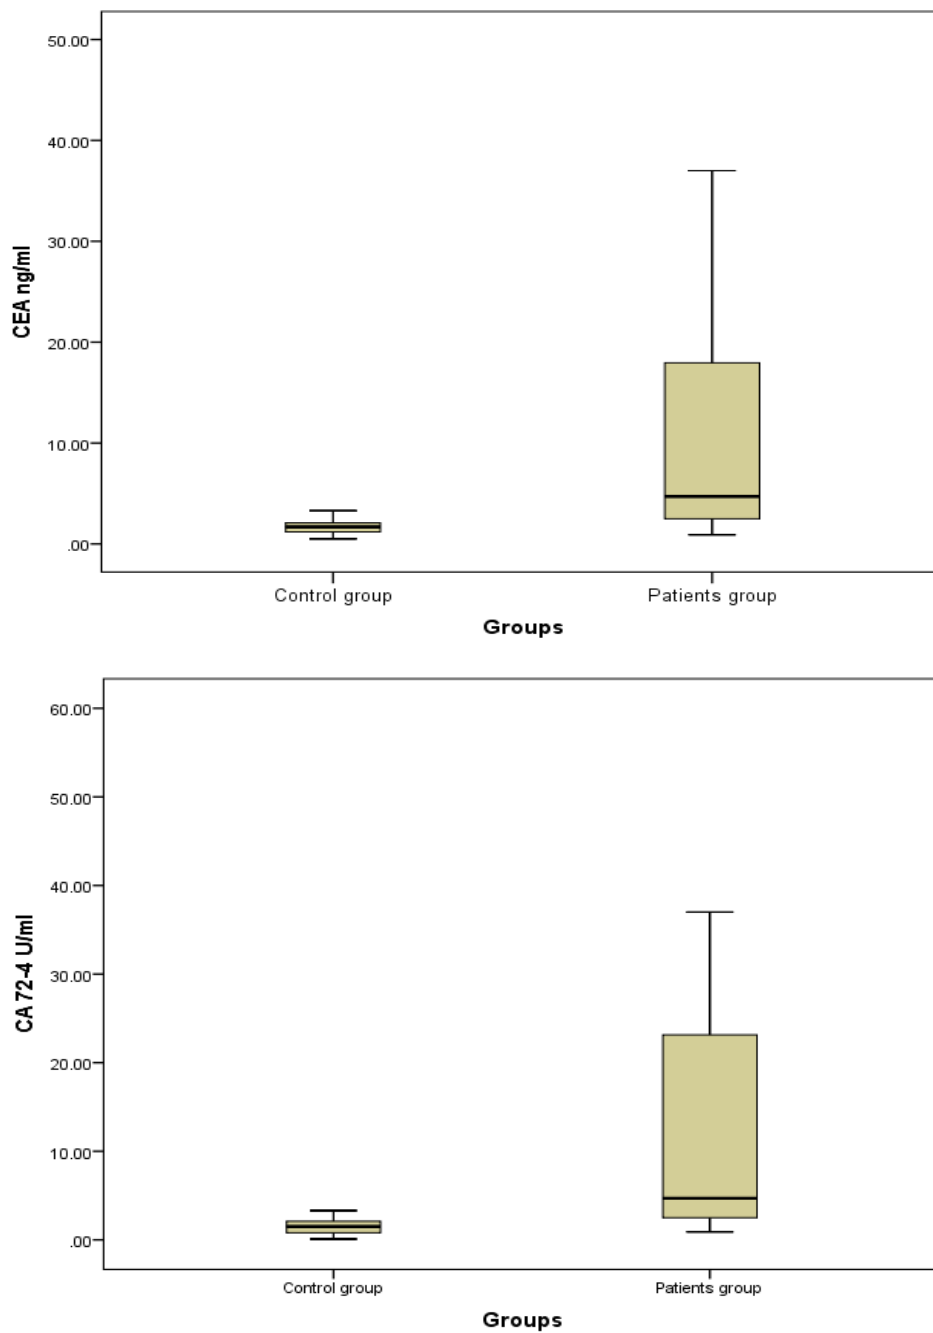 50.00
40.00
30.00
20.00
10.00
.00
CEA ng/ml
Control group
Patients group
Groups
60.00
50.00
40.00
30.00
20.00
10.00
.00
CA 72-4 U/ml
Control group
Patients group
Groups